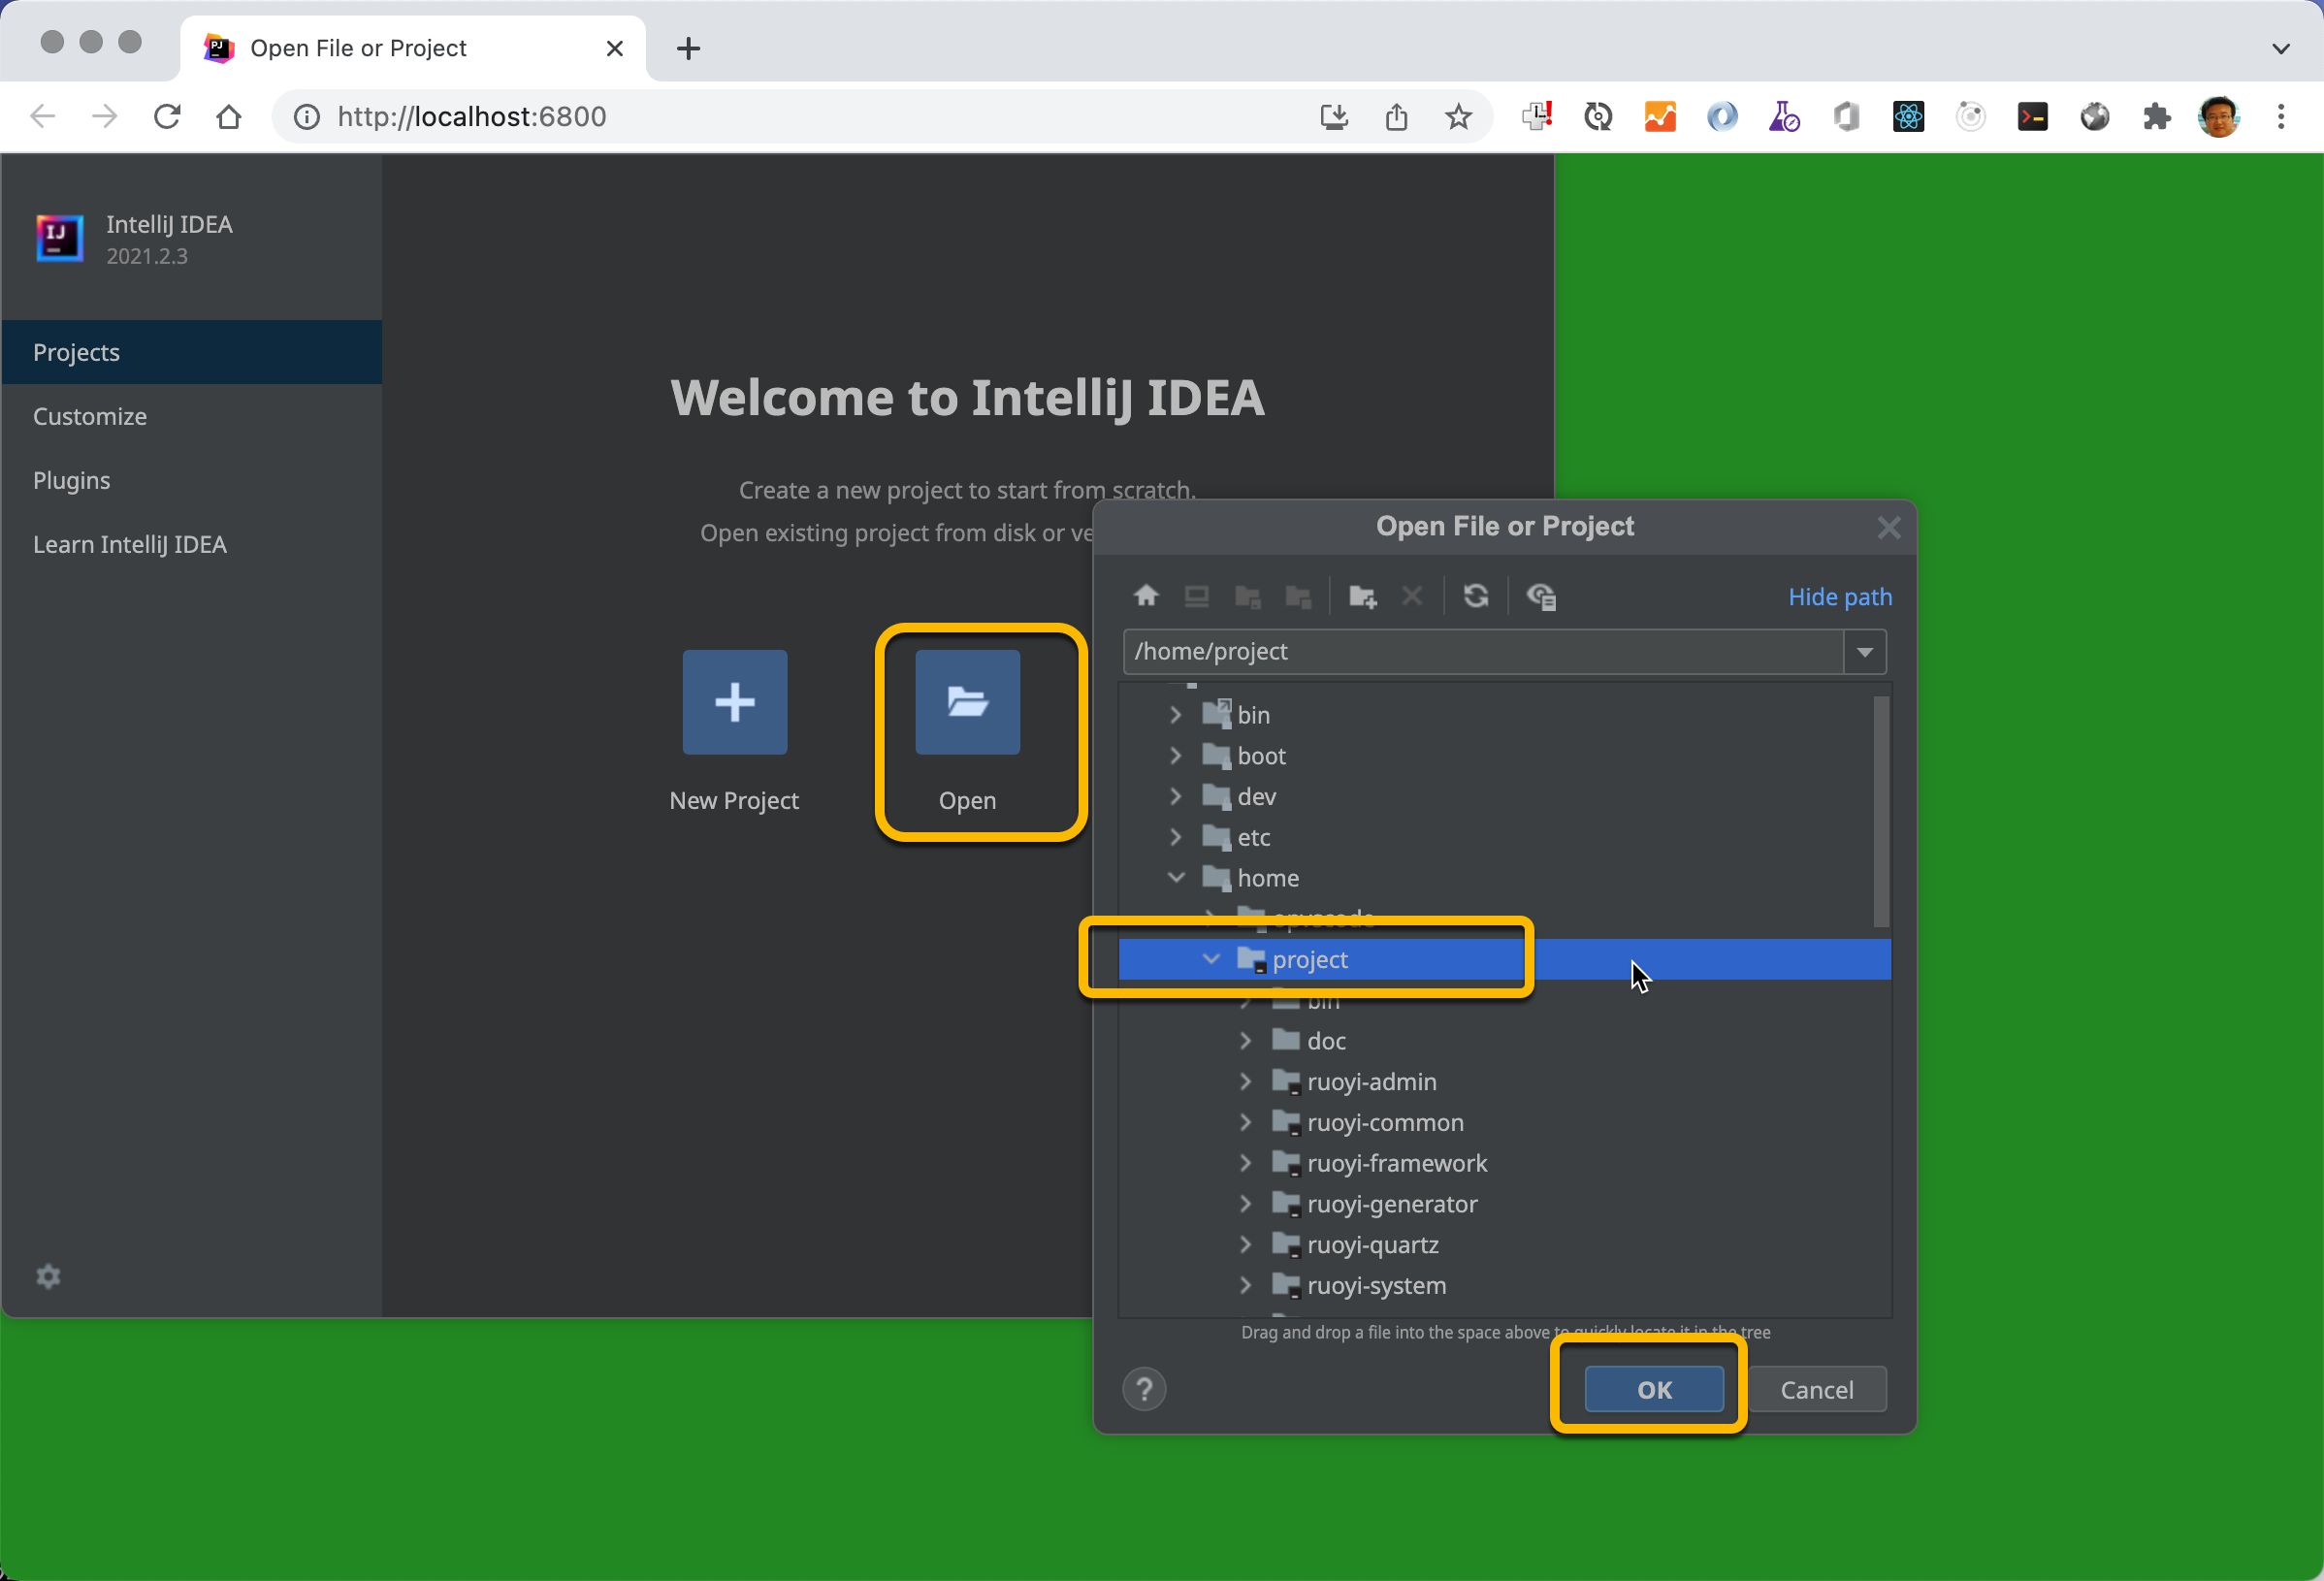 Open File or Project
http://localhost:6800
IntelliJ IDEA
2021.2.3
Projects
Customize
Plugins
Learn IntelliJ IDEA
Welcome to IntelliJ IDEA
Create a new project to start from scratch.
Open existing project from disk or ve
New Project
Open
Open File or Project
Hide path
/home/project
bin
boot
dev
etc
home
project
bin
doc
ruoyi-admin
ruoyi-common
ruoyi-framework
ruoyi-generator
ruoyi-quartz
ruoyi-system
Drag and drop a file into the space above to quickly locate it in the tree
?
OK
Cancel